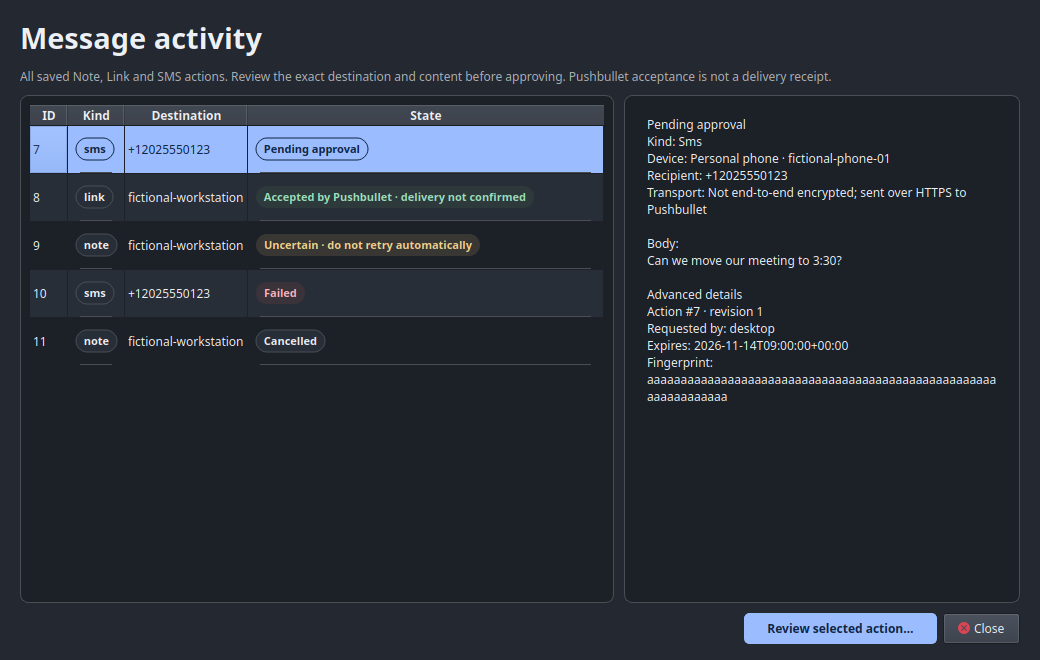 Message activity
All saved Note, Link and SMS actions. Review the exact destination and content before approving. Pushbullet acceptance is not a delivery receipt.
ID Kind Destination State
7 sms +12025550123 Pending approval
8 link fictional-workstation Accepted by Pushbullet · delivery not confirmed
9 note fictional-workstation Uncertain · do not retry automatically
10 sms +12025550123 Failed
11 note fictional-workstation Cancelled
Pending approval
Kind: Sms
Device: Personal phone · fictional-phone-01
Recipient: +12025550123
Transport: Not end-to-end encrypted; sent over HTTPS to
Pushbullet
Body:
Can we move our meeting to 3:30?
Advanced details
Action #7 · revision 1
Requested by: desktop
Expires: 2026-11-14T09:00:00+00:00
Fingerprint:
aaaaaaaaaaaaaaaaaaaaaaaaaaaaaaaaaaaaaaaaaaaaaaaaaaaa
aaaaaaaaaaaa
Review selected action...
Close